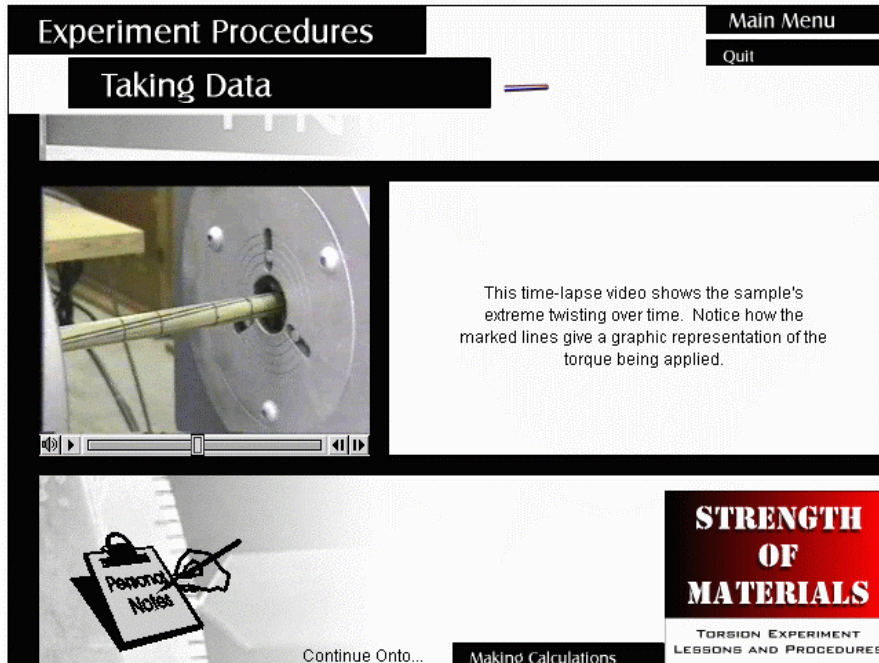 Experiment Procedures
Main Menu
Quit
Taking Data
This time-lapse video shows the sample's
extreme twisting over time. Notice how the
marked lines give a graphic representation of the
torque being applied.
Personal
Notes
STRENGTH
OF
MATERIALS
TORSION EXPERIMENT
LESSONS AND PROCEDURES
Continue Onto...
Making Calculations